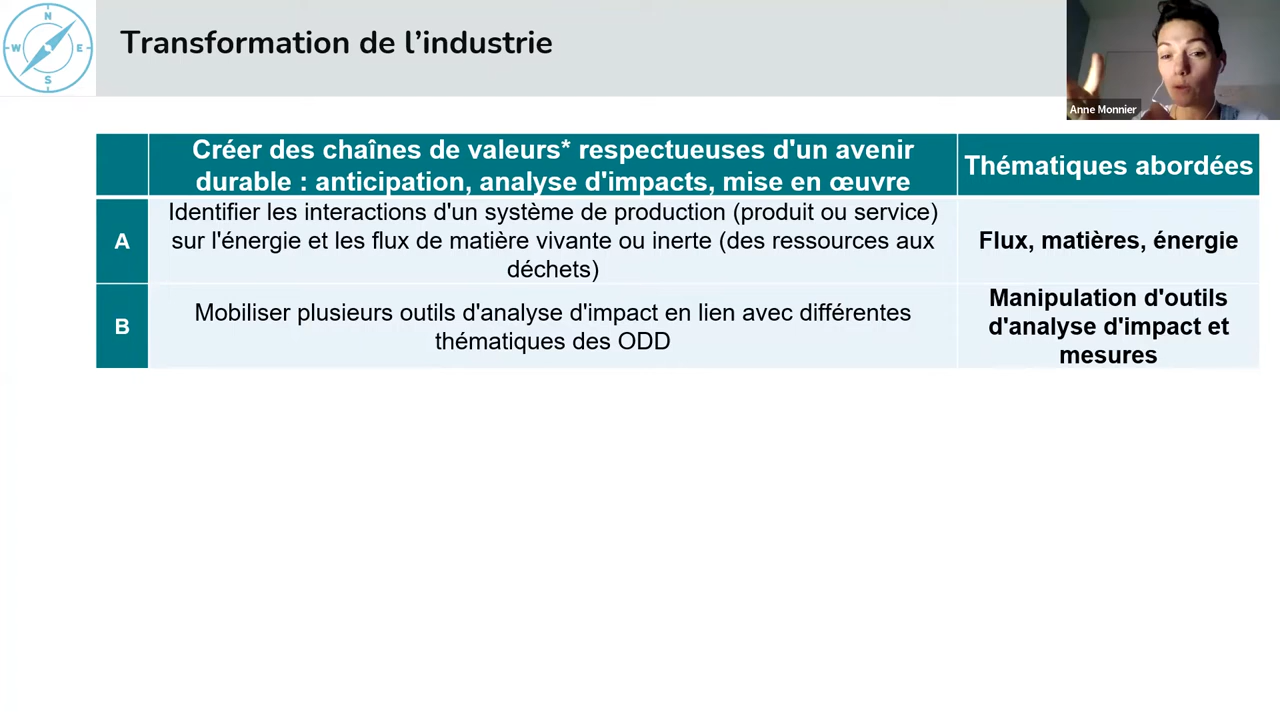 N
W
E
S
Transformation de l’industrie
Anne Monnier
Créer des chaînes de valeurs* respectueuses d'un avenir
durable : anticipation, analyse d'impacts, mise en œuvre
Thématiques abordées
A
Identifier les interactions d'un système de production (produit ou service)
sur l'énergie et les flux de matière vivante ou inerte (des ressources aux
déchets)
Flux, matières, énergie
B
Mobiliser plusieurs outils d'analyse d'impact en lien avec différentes
thématiques des ODD
Manipulation d'outils
d'analyse d'impact et
mesures